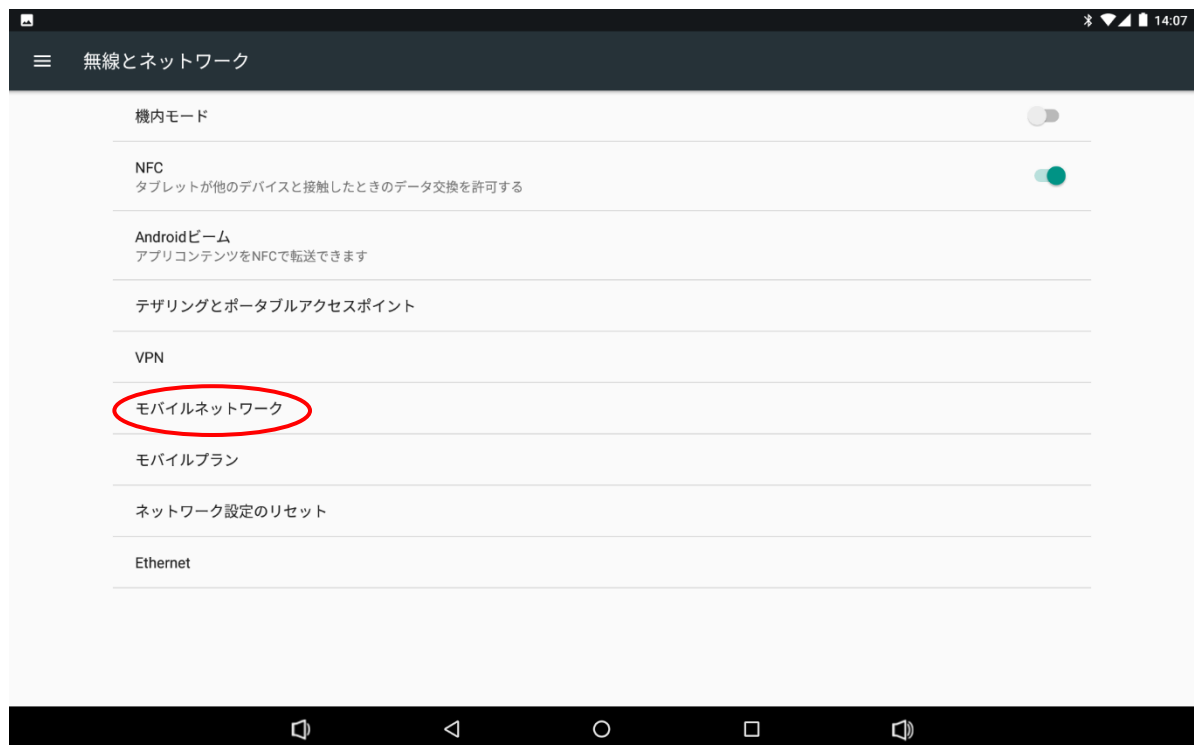 14:07
無線とネットワーク
機内モード
NFC
タブレットが他のデバイスと接触したときのデータ交換を許可する
Androidビーム
アプリコンテンツをNFCで転送できます
テザリングとポータブルアクセスポイント
VPN
モバイルネットワーク
モバイルプラン
ネットワーク設定のリセット
Ethernet